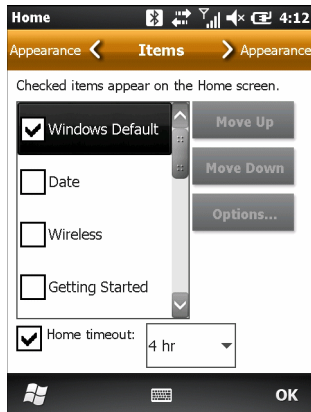 Home 4:12
Appearance Items Appearance
Checked items appear on the Home screen.
Windows Default
Move Up
Date
Move Down
Wireless
Options...
Getting Started
Home timeout: 4 hr
OK